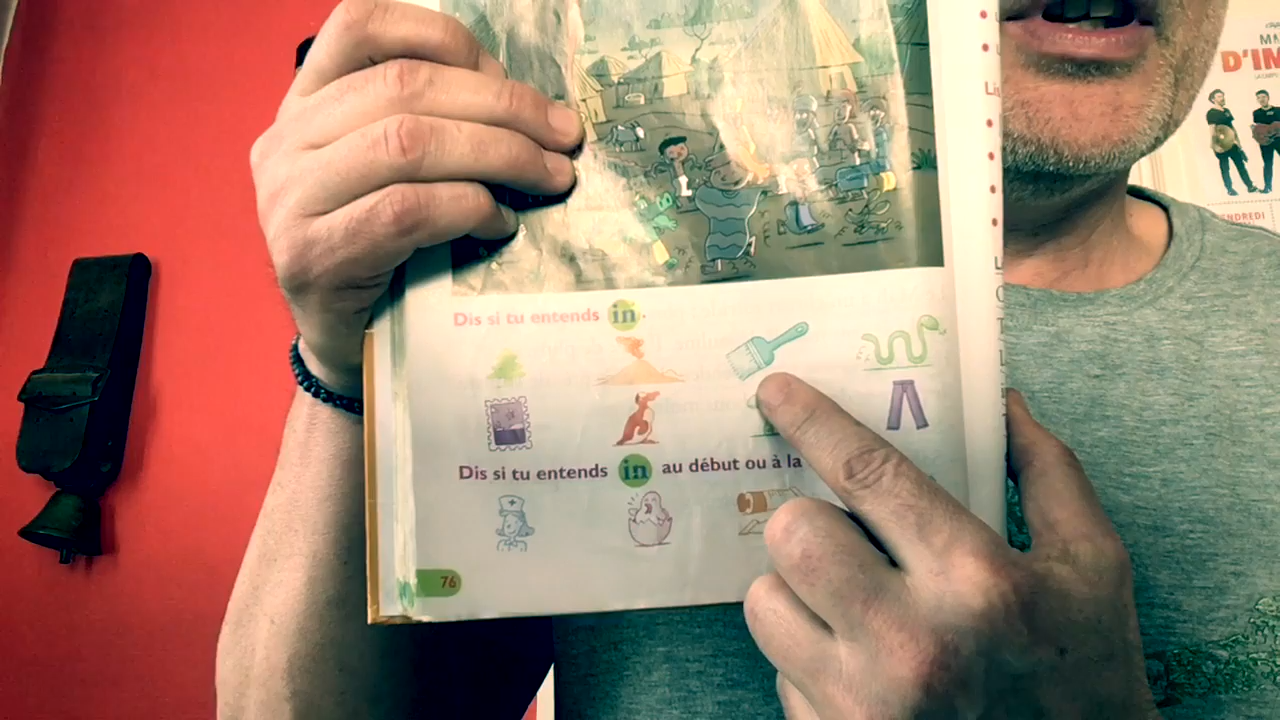 Dis si tu entends in.
Dis si tu entends in au début ou à la
76
D'IM
VENDREDI